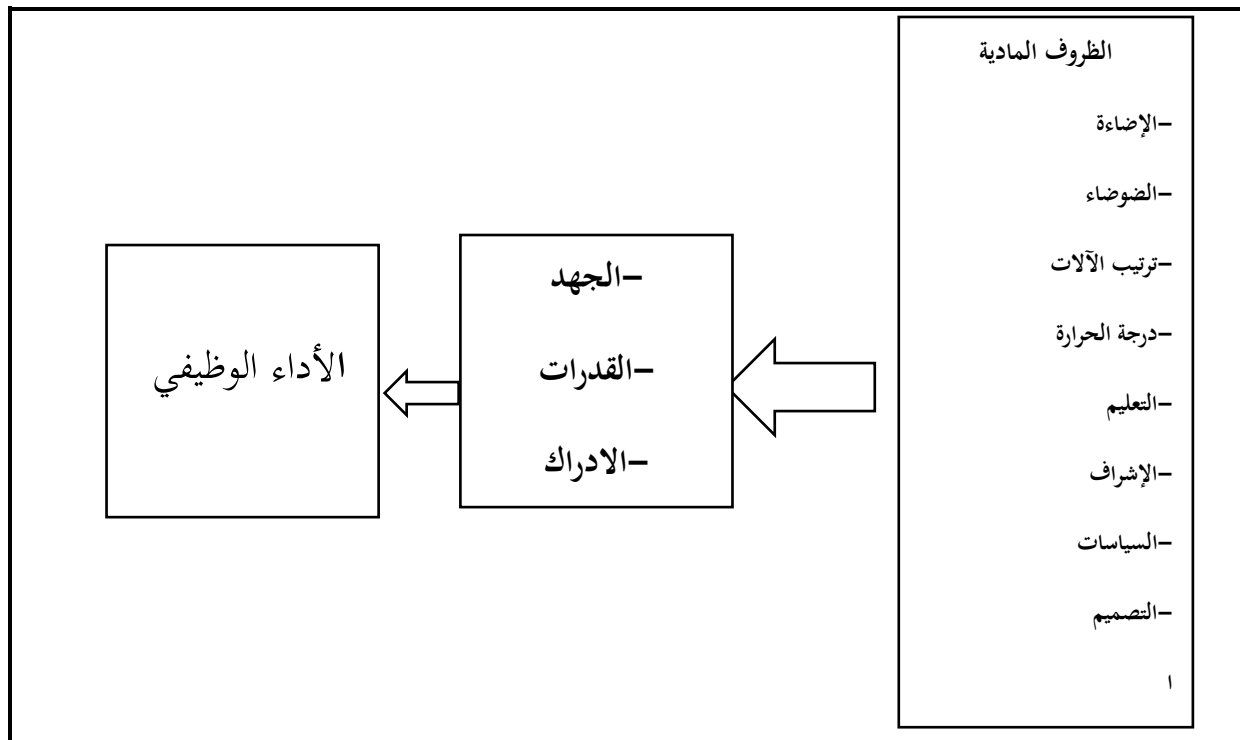 الظروف المادية
–الإضاءة
–الضوضاء
–ترتيب الآلات
–درجة الحرارة
–التعليم
–الإشراف
–السياسات
–التصميم
ا
–الجهد
–القدرات
–الادراك
الأداء الوظيفي